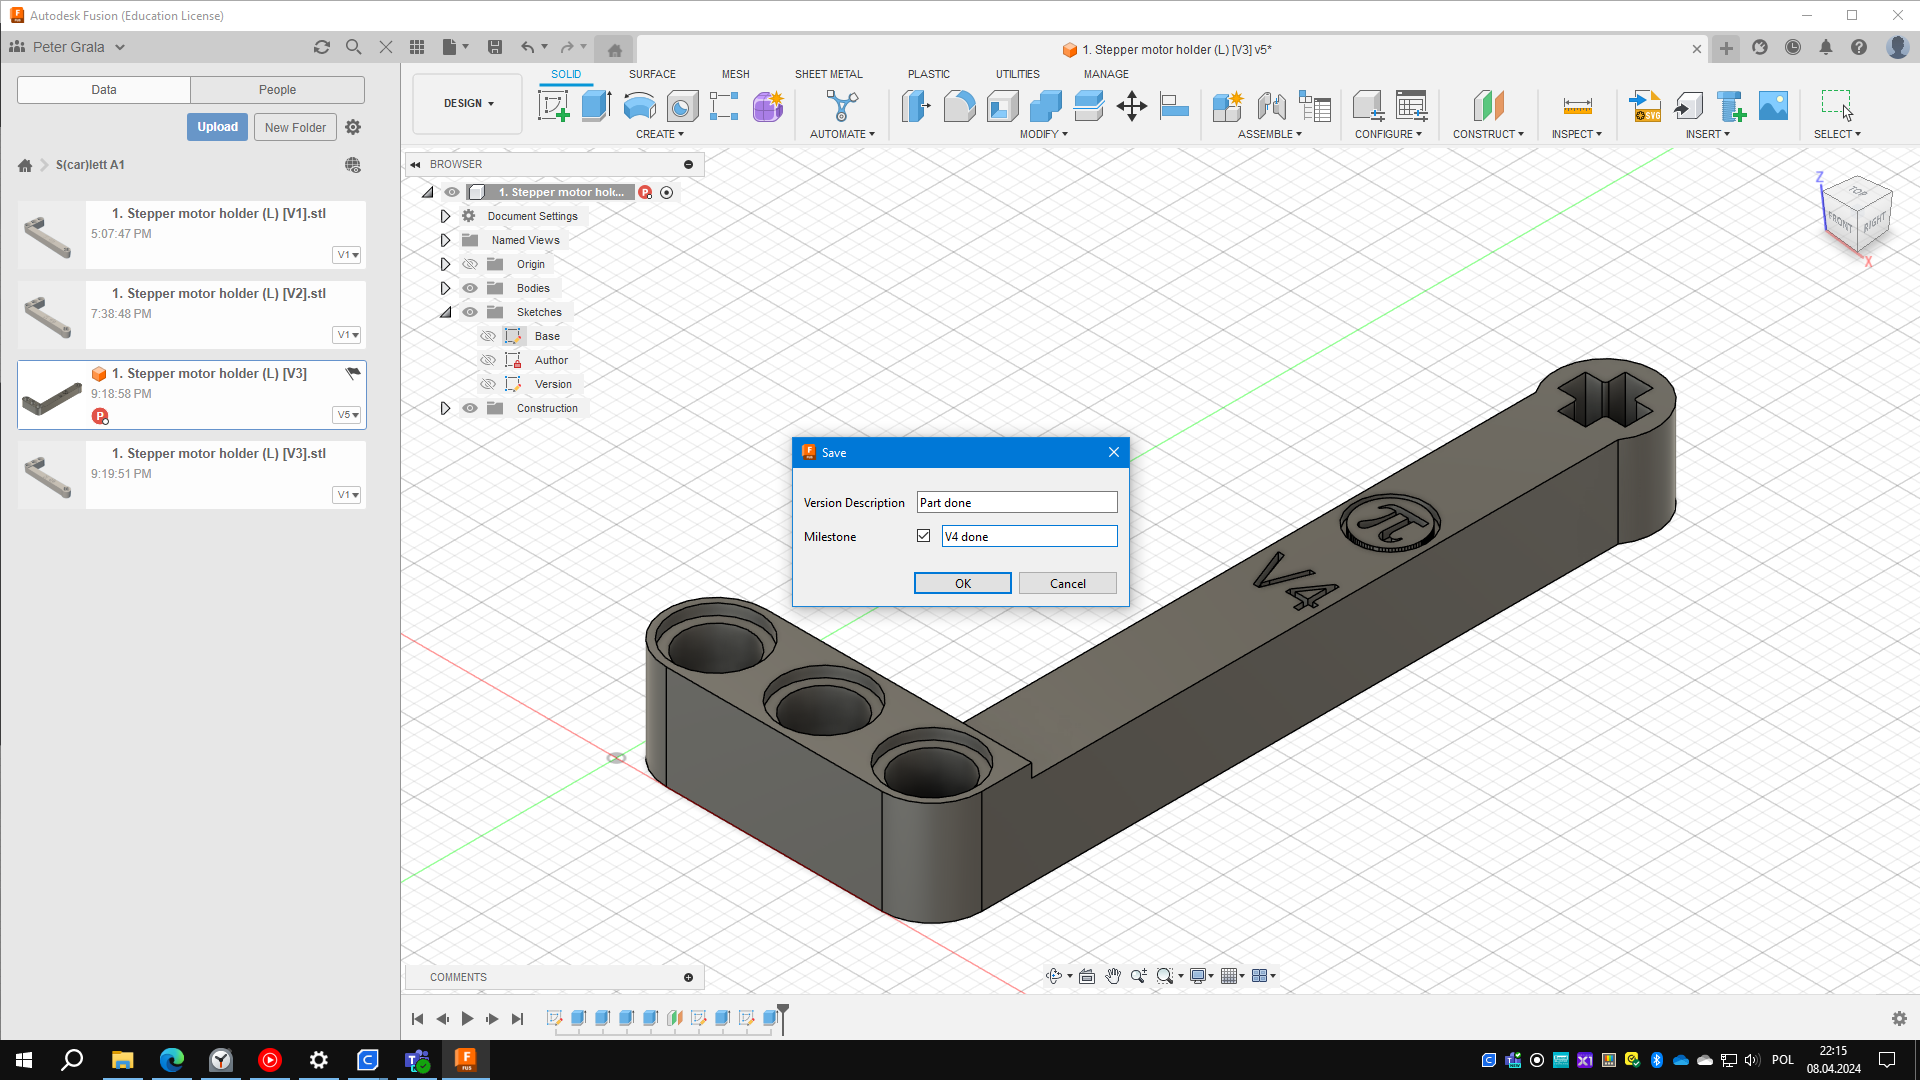 Autodesk Fusion (Education License)
Peter Grala
1. Stepper motor holder (L) [V3] v5*
Data
People
Upload
New Folder
S(car)lett A1
1. Stepper motor holder (L) [V1].stl
5:07:47 PM
V1
1. Stepper motor holder (L) [V2].stl
7:38:48 PM
V1
1. Stepper motor holder (L) [V3]
9:18:58 PM
P
V5
1. Stepper motor holder (L) [V3].stl
9:19:51 PM
V1
DESIGN
SOLID
SURFACE
MESH
SHEET METAL
PLASTIC
UTILITIES
MANAGE
CREATE
AUTOMATE
MODIFY
ASSEMBLE
CONFIGURE
CONSTRUCT
INSPECT
INSERT
SELECT
BROWSER
1. Stepper motor hol...
P
Document Settings
Named Views
Origin
Bodies
Sketches
Base
Author
Version
Construction
Z
TOP
FRONT
RIGHT
X
Save
Version Description
Part done
Milestone
V4 done
OK
Cancel
π
V4
COMMENTS
POL
22:15
08.04.2024